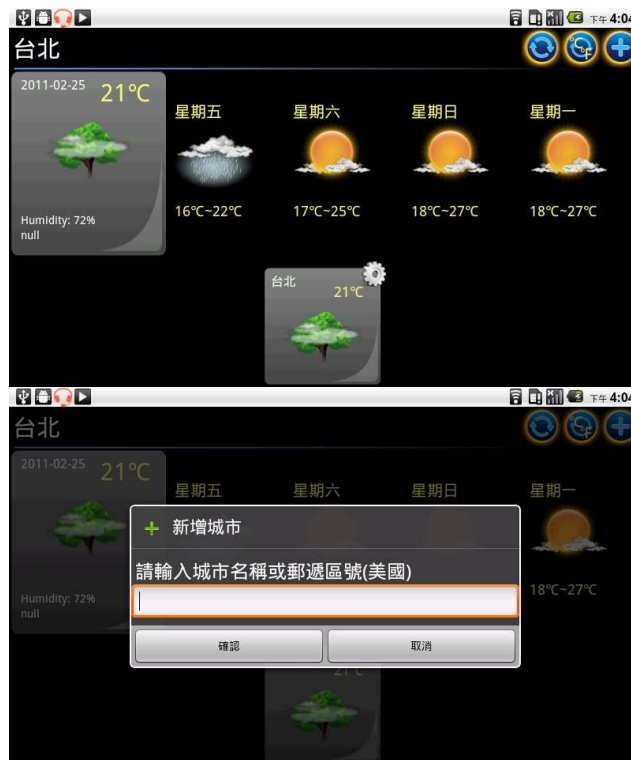 下午 4:04
台北
2011-02-25
21℃
星期五
星期六
星期日
星期一
16℃~22℃
17℃~25℃
18℃~27℃
18℃~27℃
Humidity: 72%
null
台北
21℃
下午 4:04
台北
2011-02-25
21℃
星期五
星期六
星期日
星期一
新增城市
請輸入城市名稱或郵遞區號(美國)
18℃~27℃
Humidity: 72%
null
確認
取消
21℃